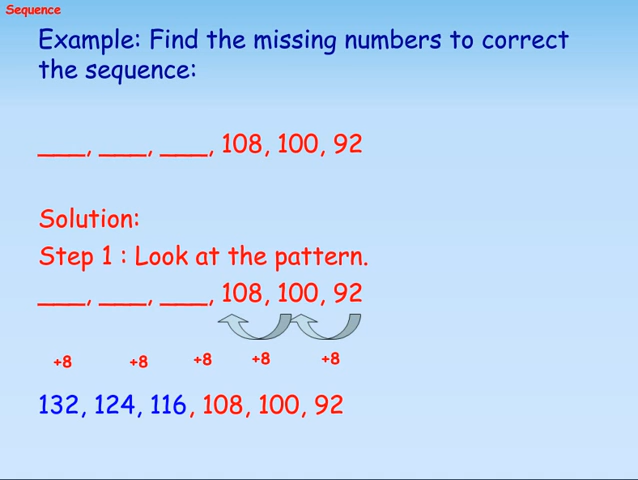 Sequence
Example: Find the missing numbers to correct
the sequence:
___, ___, ___, 108, 100, 92
Solution:
Step 1 : Look at the pattern.
___, ___, ___, 108, 100, 92
+8 +8 +8 +8 +8
132, 124, 116, 108, 100, 92